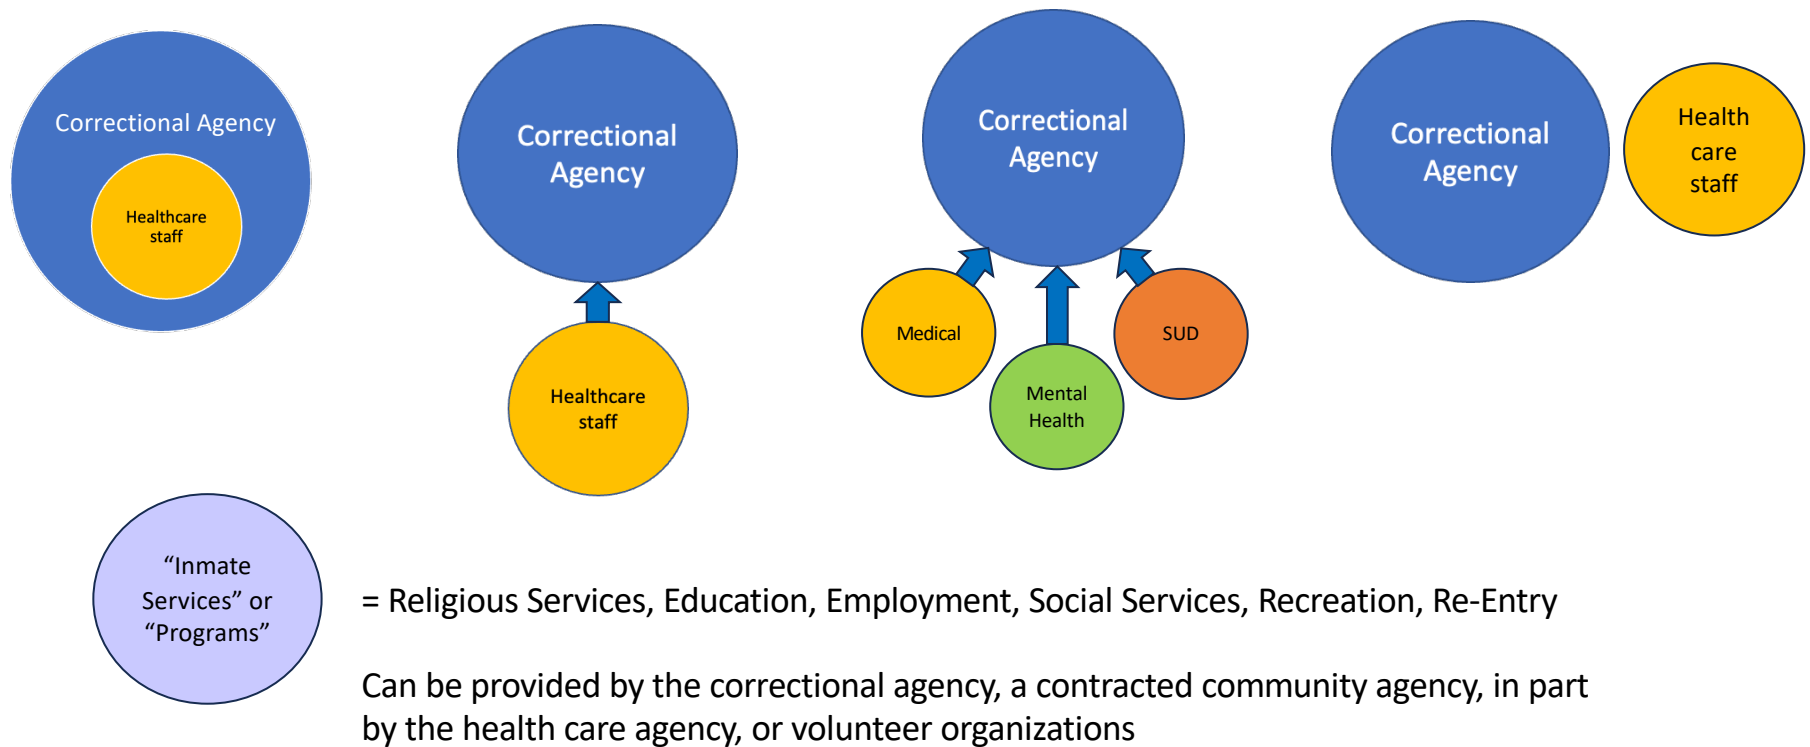 Correctional Agency
Healthcare
staff
Correctional
Agency
Healthcare
staff
Correctional
Agency
Medical
Mental
Health
SUD
Correctional
Agency
Health
care
staff
“Inmate
Services” or
“Programs”
= Religious Services, Education, Employment, Social Services, Recreation, Re-Entry
Can be provided by the correctional agency, a contracted community agency, in part
by the health care agency, or volunteer organizations